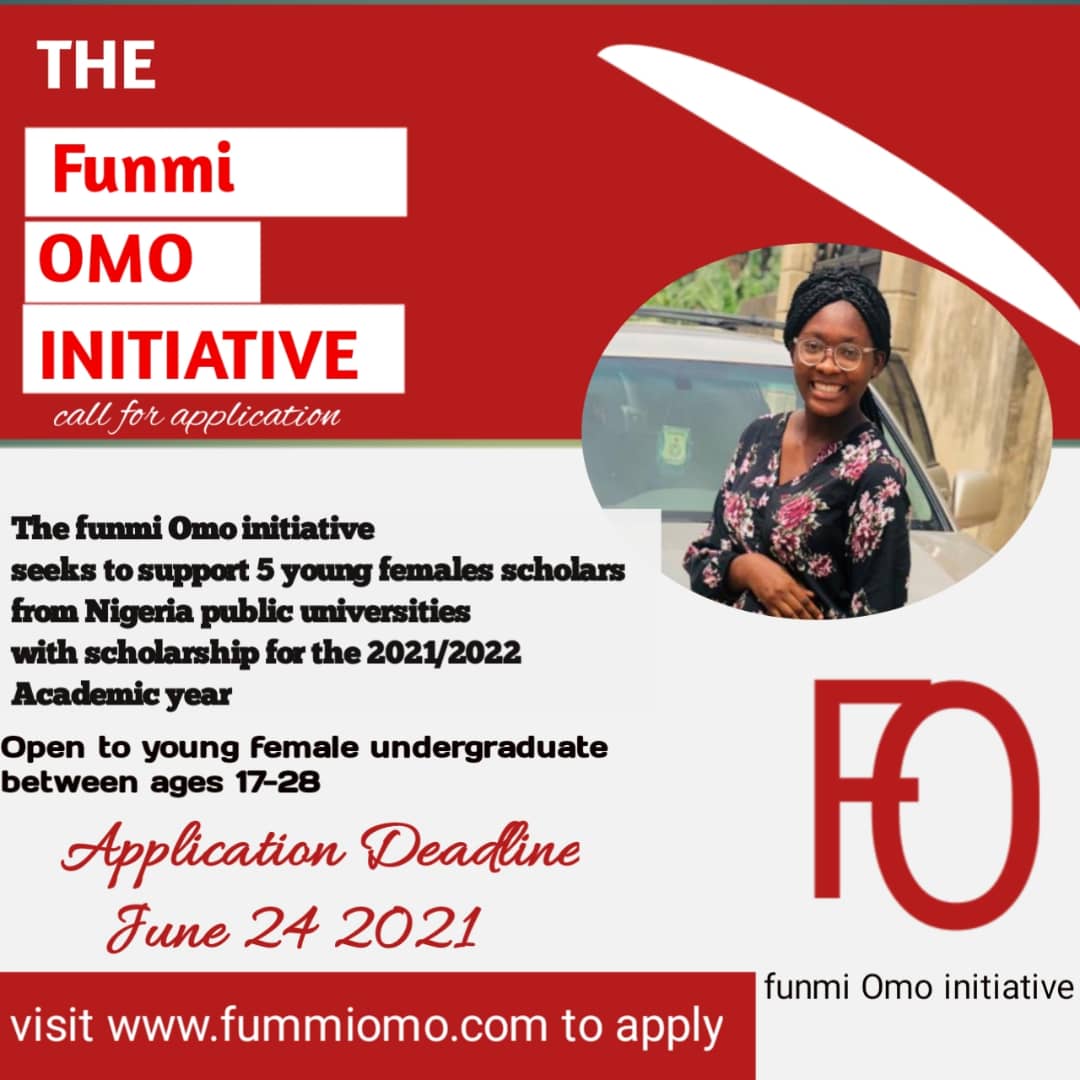 THE
Funmi
OMO
INITIATIVE
call for application
The funmi Omo initiative
seeks to support 5 young females scholars
from Nigeria public universities
with scholarship for the 2021/2022
Academic year
Open to young female undergraduate
between ages 17-28
Application Deadline
June 24 2021
FO
funmi Omo initiative
visit www.fummiomo.com to apply